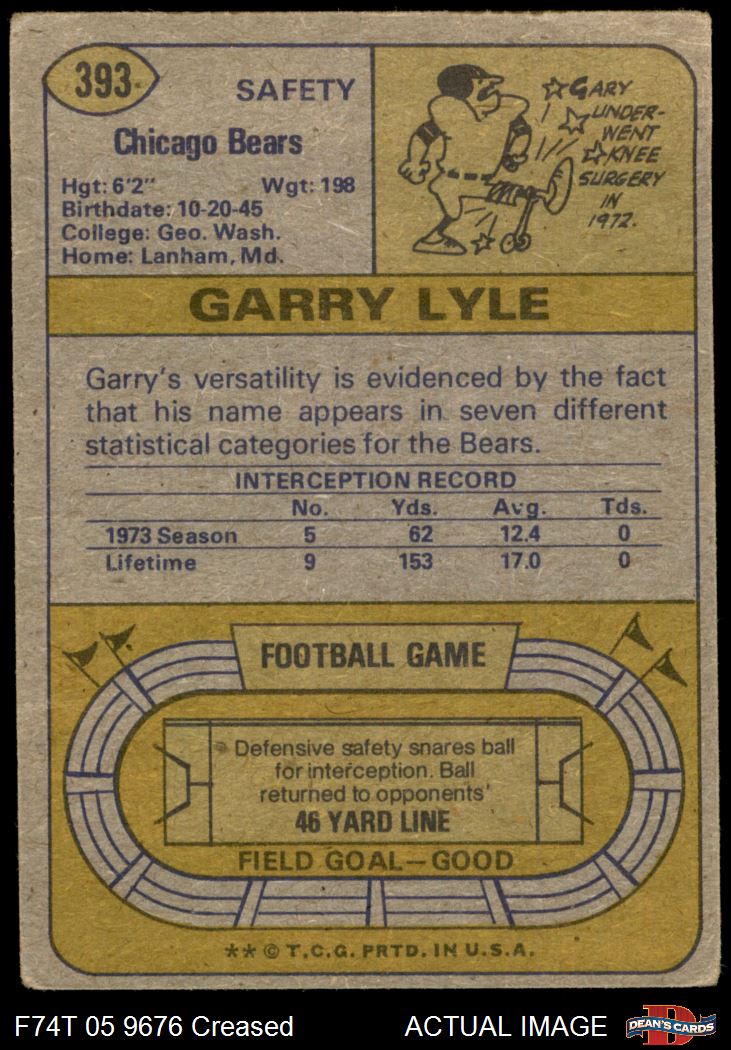 393
SAFETY
Chicago Bears
Hgt: 6'2" Wgt: 198
Birthdate: 10-20-45
College: Geo. Wash.
Home: Lanham, Md.
GARY
UNDER-
WENT
KNEE
SURGERY
IN
1972.
GARRY LYLE
Garry's versatility is evidenced by the fact
that his name appears in seven different
statistical categories for the Bears.
INTERCEPTION RECORD
No. Yds. Avg. Tds.
1973 Season 5 62 12.4 0
Lifetime 9 153 17.0 0
FOOTBALL GAME
Defensive safety snares ball
for interception. Ball
returned to opponents'
46 YARD LINE
FIELD GOAL—GOOD
** © T.C.G. PRTD. IN U.S.A.
F74T 05 9676 Creased ACTUAL IMAGE
D
DEAN'S CARDS